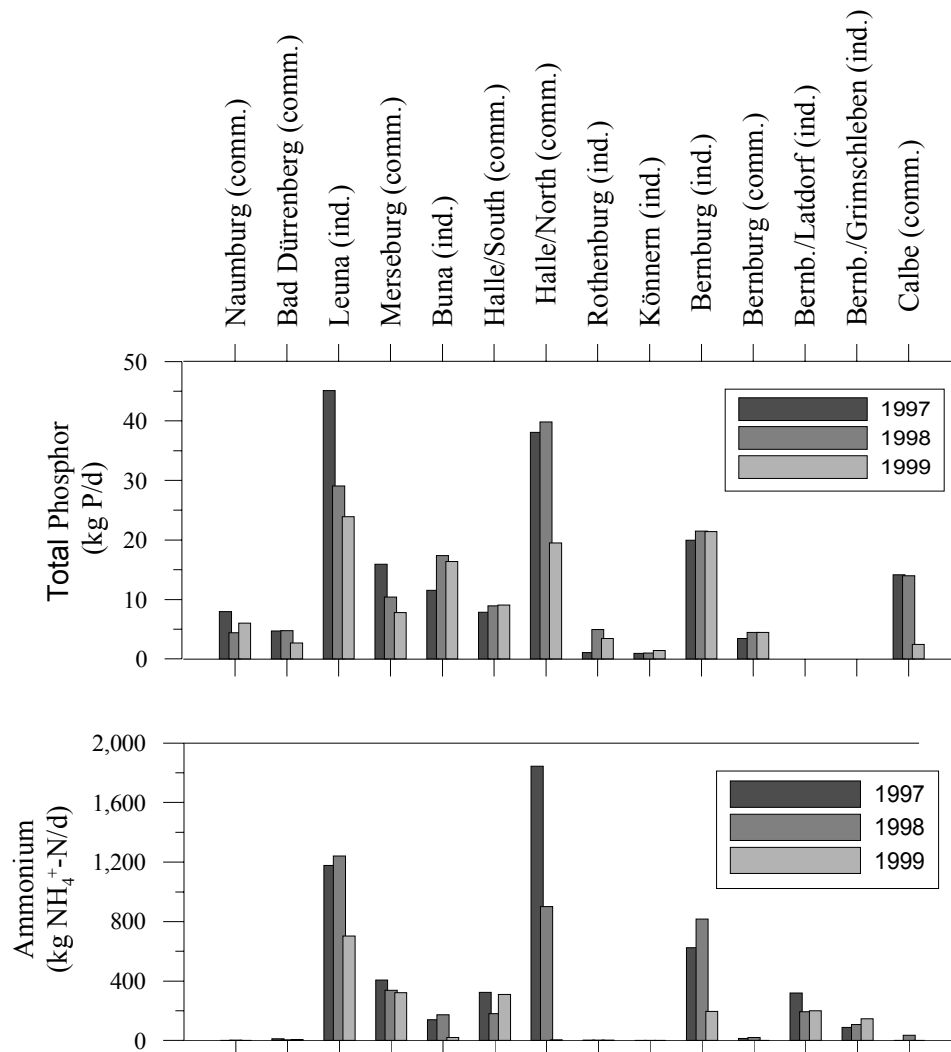 Naumburg (comm.)
Bad Dürrenberg (comm.)
Leuna (ind.)
Merseburg (comm.)
Buna (ind.)
Halle/South (comm.)
Halle/North (comm.)
Rothenburg (ind.)
Könnern (ind.)
Bernburg (ind.)
Bernburg (comm.)
Bernb./Latdorf (ind.)
Bernb./Grimschleben (ind.)
Calbe (comm.)
Total Phosphor
(kg P/d)
50
40
30
20
10
0
1997
1998
1999
Ammonium
(kg NH₄⁺-N/d)
2,000
1,600
1,200
800
400
0
1997
1998
1999